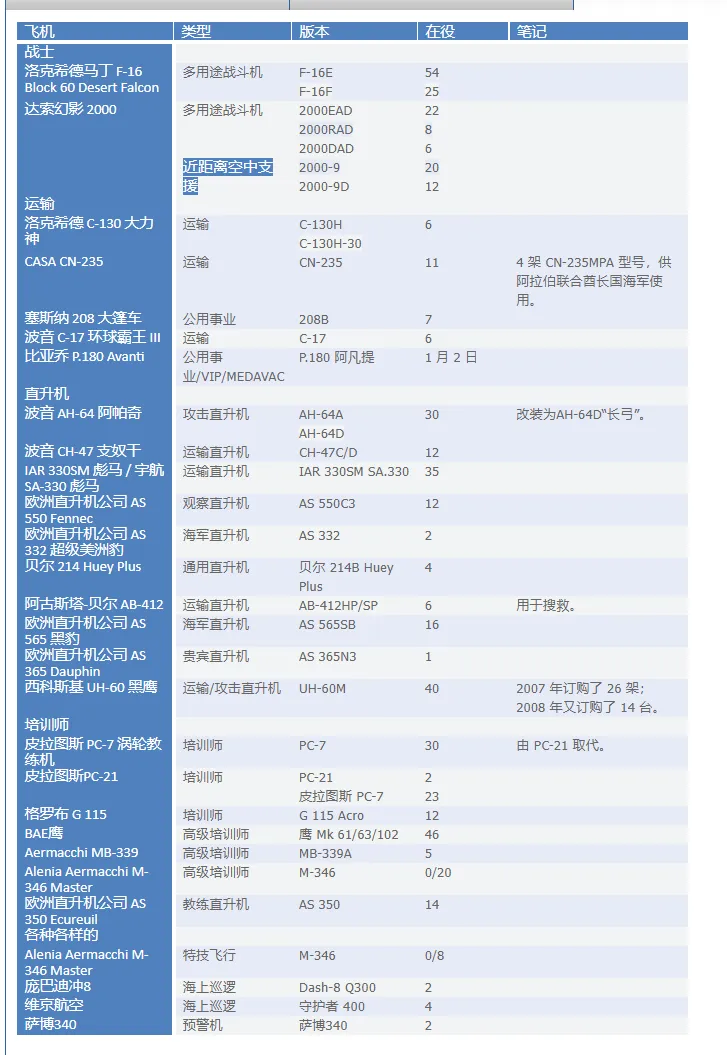 飞机 类型 版本 在役 笔记
战士
洛克希德马丁 F-16 多用途战斗机 F-16E 54
Block 60 Desert Falcon F-16F 25
达索幻影 2000 多用途战斗机 2000EAD 22
2000RAD 8
2000DAD 6
近距离空中支 2000-9 20
援 2000-9D 12
运输
洛克希德 C-130 大力 运输 C-130H 6
神 C-130H-30
CASA CN-235 运输 CN-235 11 4 架 CN-235MPA 型号，供
阿拉伯联合酋长国海军使
用。
塞斯纳 208 大篷车 公用事业 208B 7
波音 C-17 环球霸王 III 运输 C-17 6
比亚乔 P.180 Avanti 公用事 P.180 阿凡提 1 月 2 日
业/VIP/MEDAVAC
直升机
波音 AH-64 阿帕奇 攻击直升机 AH-64A 30 改装为AH-64D“长弓”。
AH-64D
波音 CH-47 支奴干 运输直升机 CH-47C/D 12
IAR 330SM 彪马 / 宇航 运输直升机 IAR 330SM SA.330 35
SA-330 彪马
欧洲直升机公司 AS 观察直升机 AS 550C3 12
550 Fennec
欧洲直升机公司 AS 海军直升机 AS 332 2
332 超级美洲豹
贝尔 214 Huey Plus 通用直升机 贝尔 214B Huey 4
Plus
阿古斯塔-贝尔 AB-412 运输直升机 AB-412HP/SP 6 用于搜救。
欧洲直升机公司 AS 海军直升机 AS 565SB 16
565 黑豹
欧洲直升机公司 AS 贵宾直升机 AS 365N3 1
365 Dauphin
西科斯基 UH-60 黑鹰 运输/攻击直升机 UH-60M 40 2007 年订购了 26 架；
2008 年又订购了 14 台。
培训师
皮拉图斯 PC-7 涡轮教 培训师 PC-7 30 由 PC-21 取代。
练机
皮拉图斯PC-21 培训师 PC-21 2
皮拉图斯 PC-7 23
格罗布 G 115 培训师 G 115 Acro 12
BAE鹰 高级培训师 鹰 Mk 61/63/102 46
Aermacchi MB-339 高级培训师 MB-339A 5
Alenia Aermacchi M- 高级培训师 M-346 0/20
346 Master
欧洲直升机公司 AS 教练直升机 AS 350 14
350 Ecureuil
各种各样的
Alenia Aermacchi M- 特技飞行 M-346 0/8
346 Master
庞巴迪冲8 海上巡逻 Dash-8 Q300 2
维京航空 海上巡逻 守护者 400 4
萨博340 预警机 萨博340 2